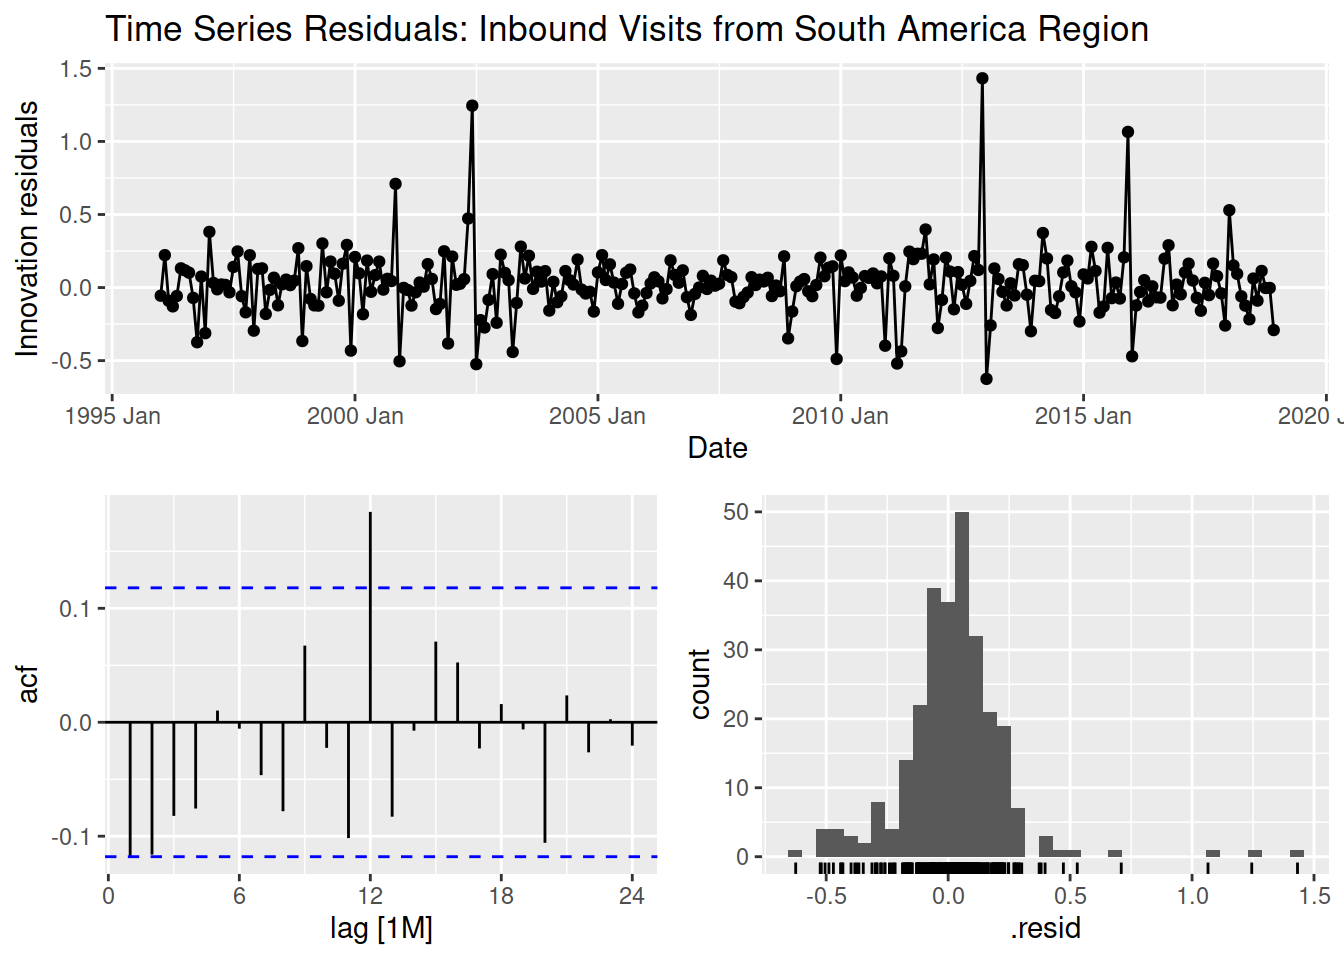 Time Series Residuals: Inbound Visits from South America Region
Innovation residuals
1.5
1.0
0.5
0.0
-0.5
1995 Jan
2000 Jan
2005 Jan
2010 Jan
2015 Jan
2020 J
Date
acf
0.1
0.0
-0.1
0
6
12
18
24
lag [1M]
count
50
40
30
20
10
0
-0.5
0.0
0.5
1.0
1.5
.resid